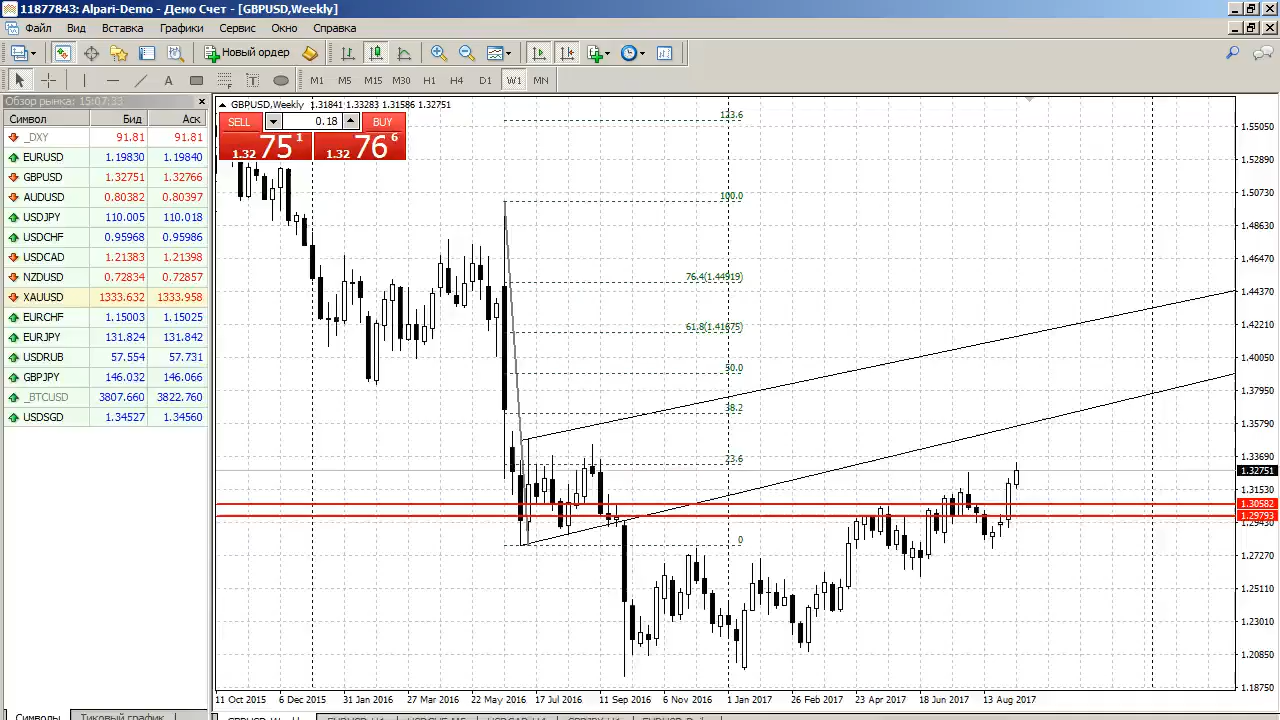 11877843: Alpari-Demo - Демо Счет - [GBPUSD,Weekly]
Файл Вид Вставка Графики Сервис Окно Справка
Новый ордер
A T M1 M5 M15 M30 H1 H4 D1 W1 MN
Обзор рынка: 15:07:33
Символ Бид Аск
_DXY 91.81 91.81
EURUSD 1.19830 1.19840
GBPUSD 1.32751 1.32766
AUDUSD 0.80382 0.80397
USDJPY 110.005 110.018
USDCHF 0.95968 0.95986
USDCAD 1.21383 1.21398
NZDUSD 0.72834 0.72857
XAUUSD 1333.632 1333.958
EURCHF 1.15003 1.15025
EURJPY 131.824 131.842
USDRUB 57.554 57.731
GBPJPY 146.032 146.066
_BTCUSD 3807.660 3822.760
USDSGD 1.34527 1.34560
Символы Тиковый график
GBPUSD,Weekly 1.31841 1.33283 1.31586 1.32751
SELL 0.18 BUY
1.32 75 1 1.32 76 6
123.6
100.0
76.4(1.44919)
61.8(1.41675)
50.0
38.2
23.6
0
1.55050
1.52890
1.50730
1.48630
1.46470
1.44370
1.42210
1.40050
1.37950
1.35790
1.33690
1.32751
1.31530
1.30582
1.29793
1.29430
1.27270
1.25110
1.23010
1.20850
1.18750
11 Oct 2015 6 Dec 2015 31 Jan 2016 27 Mar 2016 22 May 2016 17 Jul 2016 11 Sep 2016 6 Nov 2016 1 Jan 2017 26 Feb 2017 23 Apr 2017 18 Jun 2017 13 Aug 2017